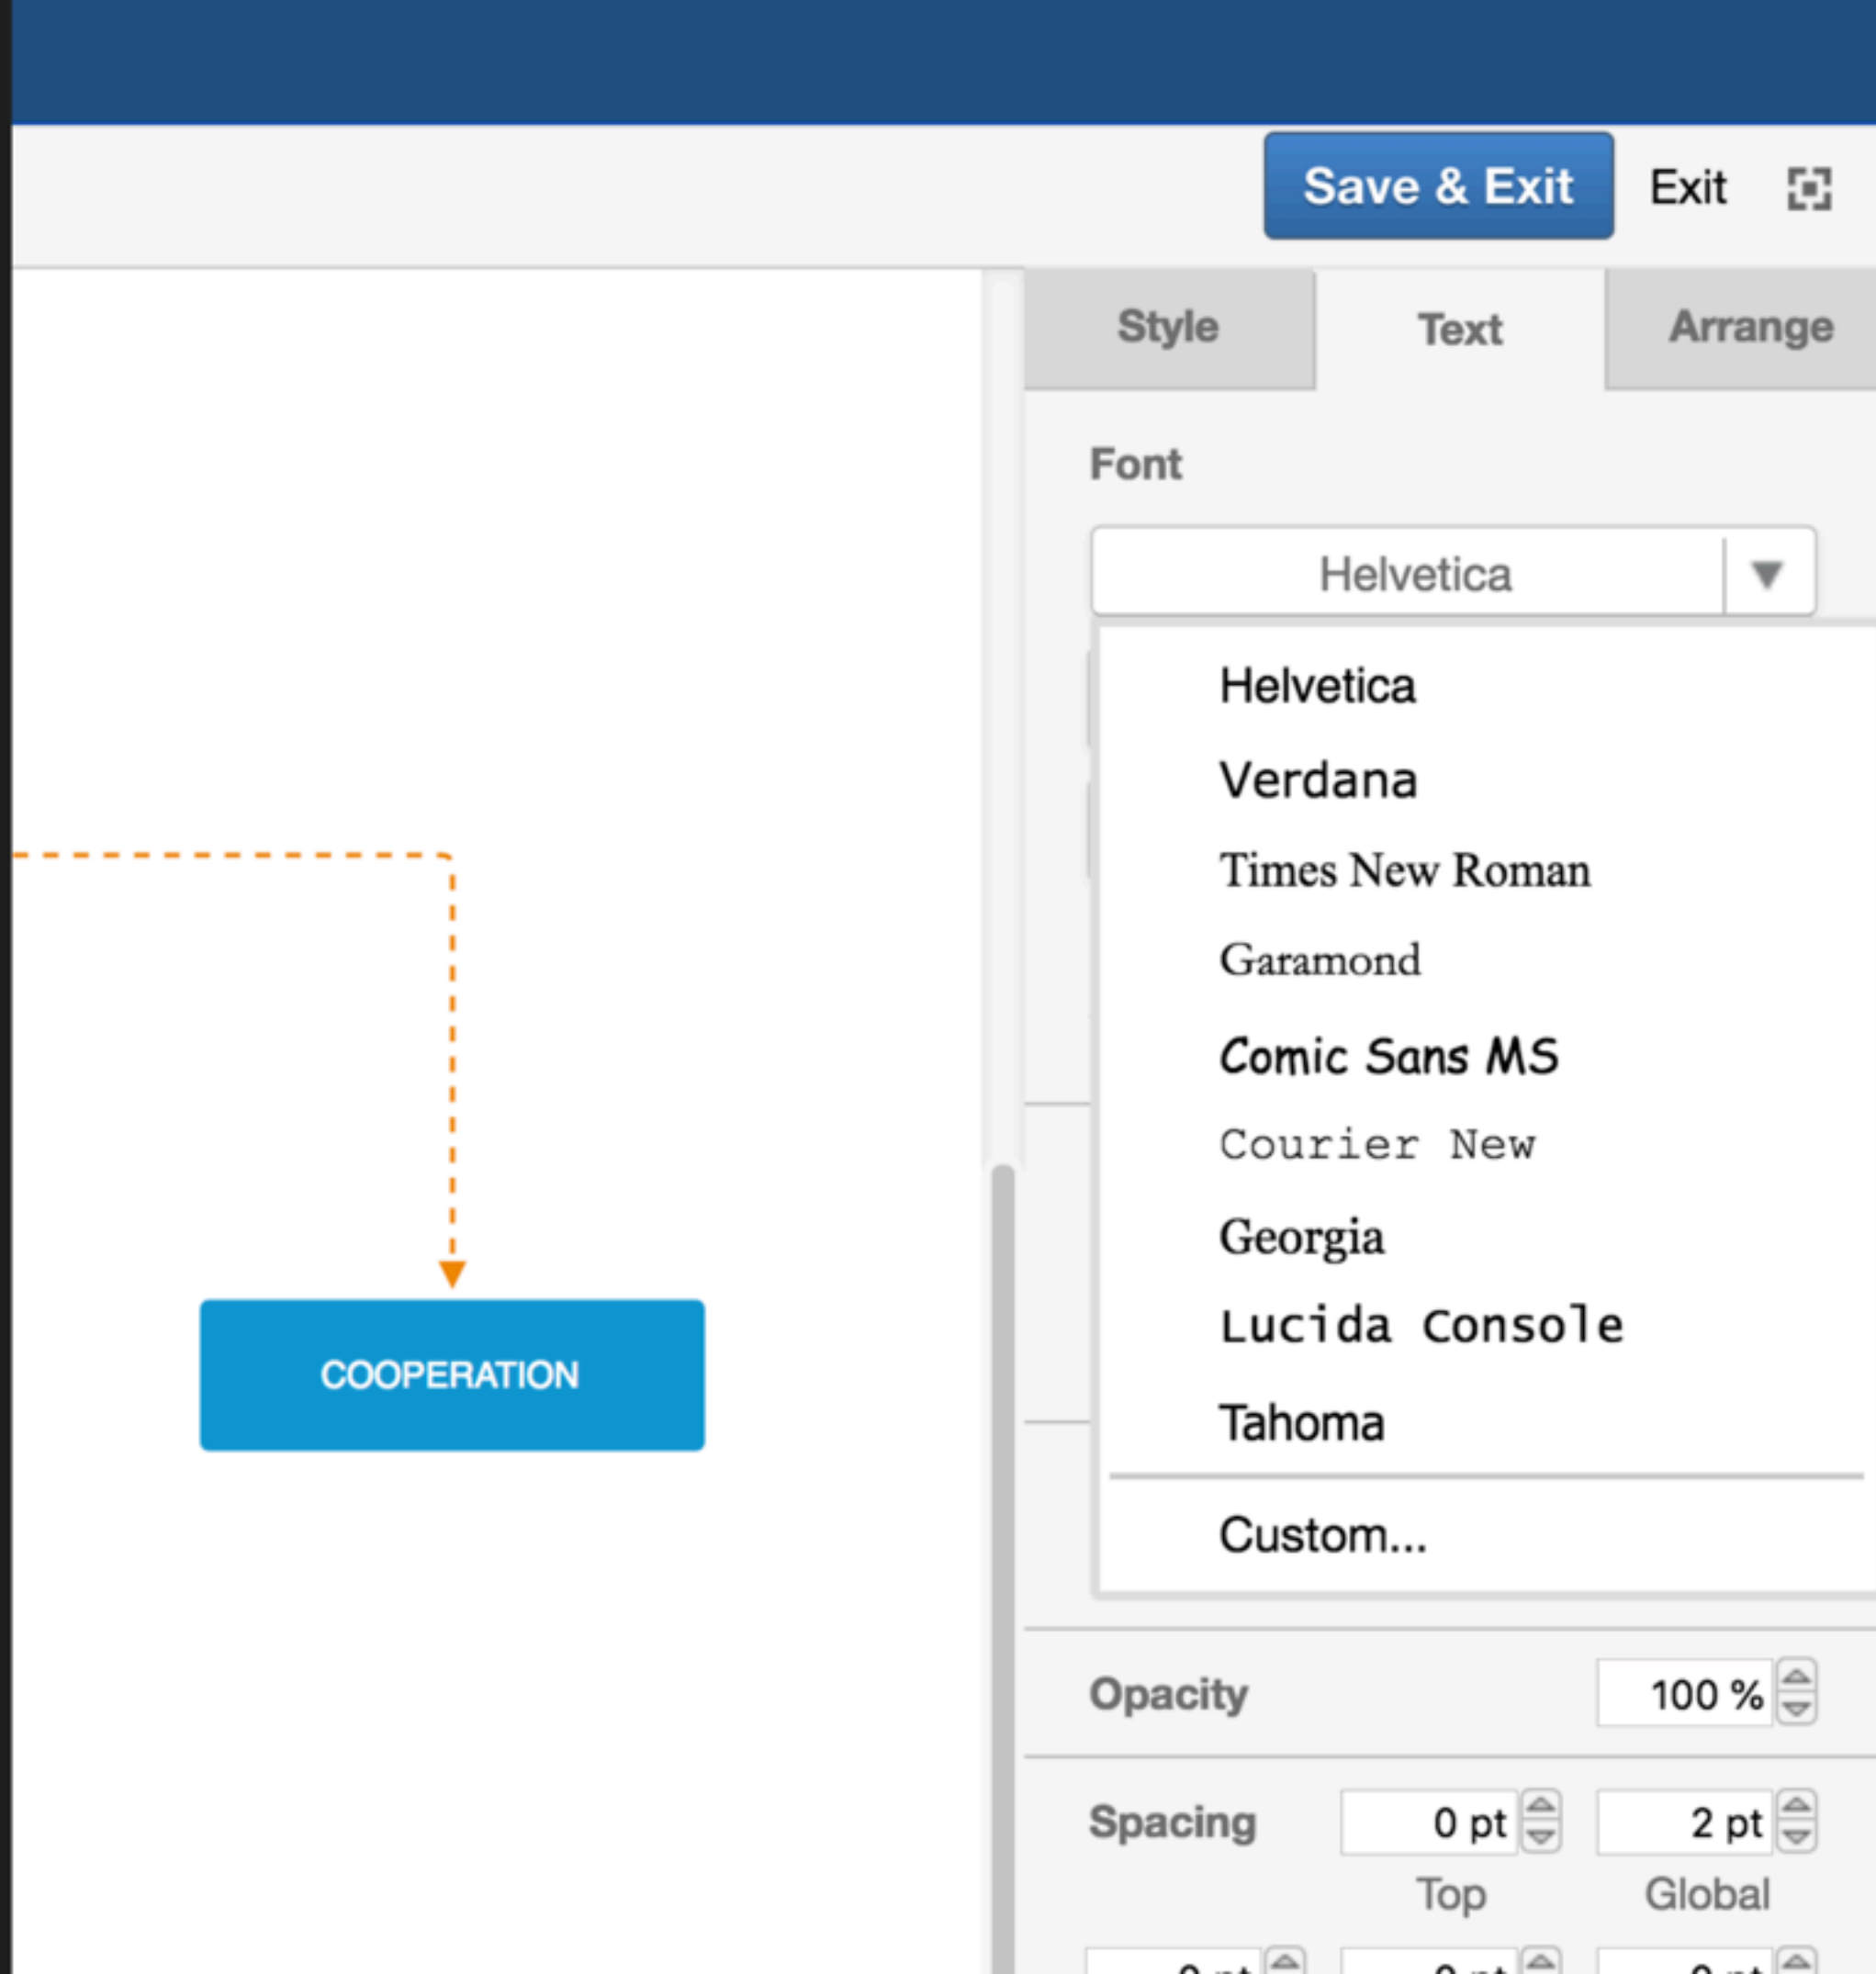 Save & Exit Exit
Style Text Arrange
Font
Helvetica
Helvetica
Verdana
Times New Roman
Garamond
Comic Sans MS
Courier New
Georgia
Lucida Console
Tahoma
Custom...
COOPERATION
Opacity 100 %
Spacing 0 pt 2 pt
Top Global